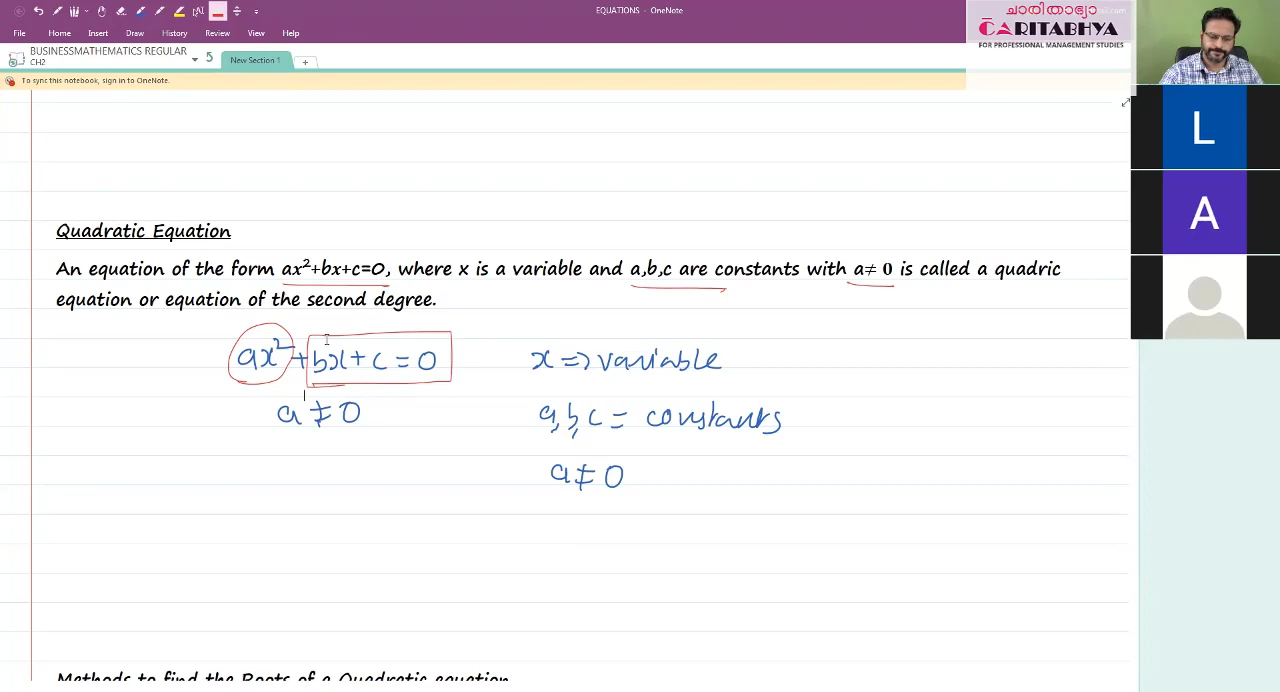 EQUATIONS - OneNote
ചാരിതാഭ്യാ
CARITABHYA
FOR PROFESSIONAL MANAGEMENT STUDIES
File Home Insert Draw History Review View Help
BUSINESSMATHEMATICS REGULAR
CH2
New Section 1
To sync this notebook, sign in to OneNote.
L
A
Quadratic Equation
An equation of the form ax²+bx+c=0, where x is a variable and a,b,c are constants with a≠ 0 is called a quadric
equation or equation of the second degree.
ax²+bx+c=0 x⇒variable
a≠0 a,b,c = constants
a≠0
Methods to find the Roots of a Quadratic equation